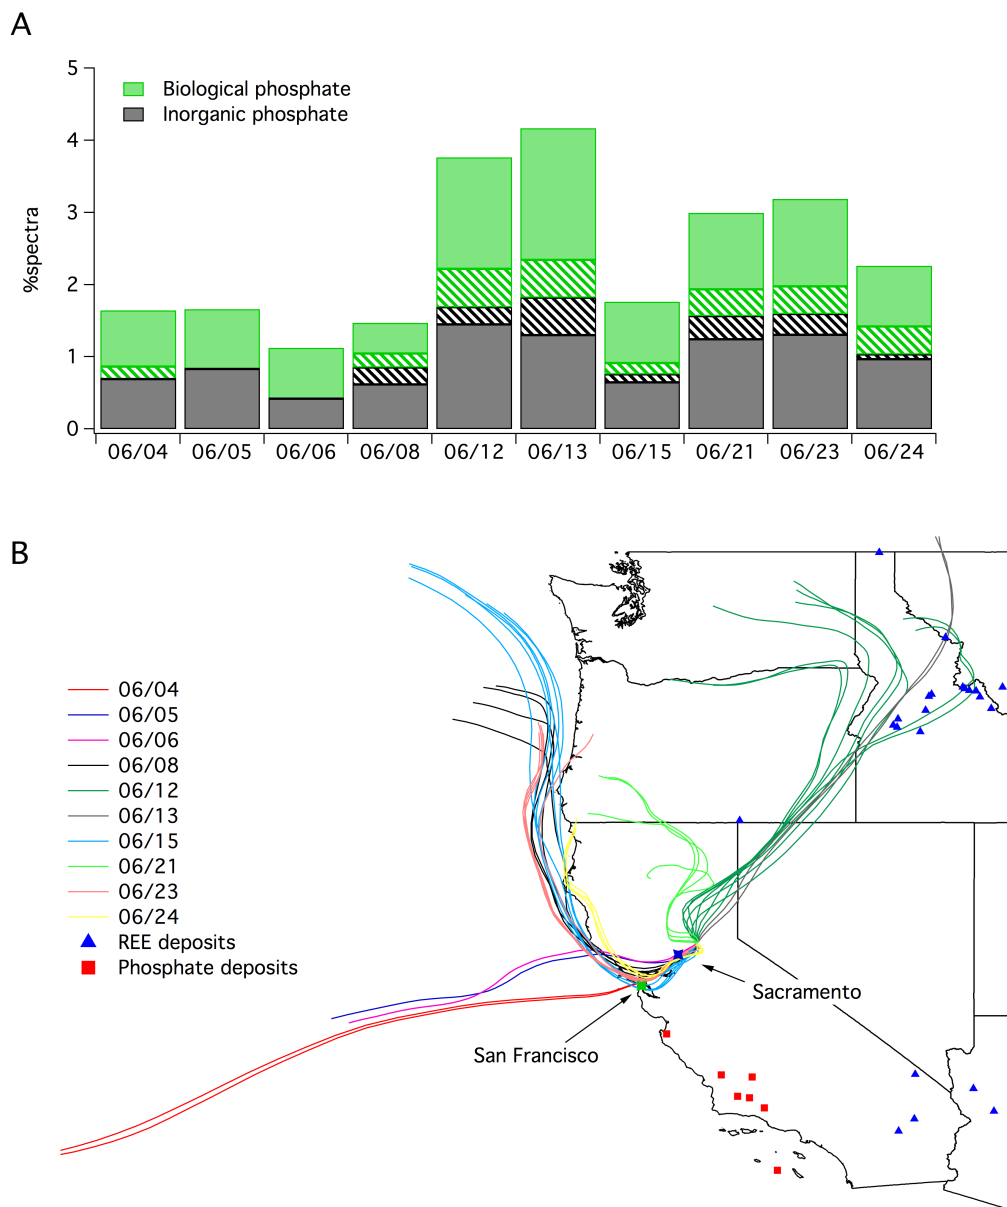 A
5
Biological phosphate
Inorganic phosphate
4
3
%spectra
2
1
0
06/04 06/05 06/06 06/08 06/12 06/13 06/15 06/21 06/23 06/24
B
06/04
06/05
06/06
06/08
06/12
06/13
06/15
06/21
06/23
06/24
REE deposits
Phosphate deposits
Sacramento
San Francisco